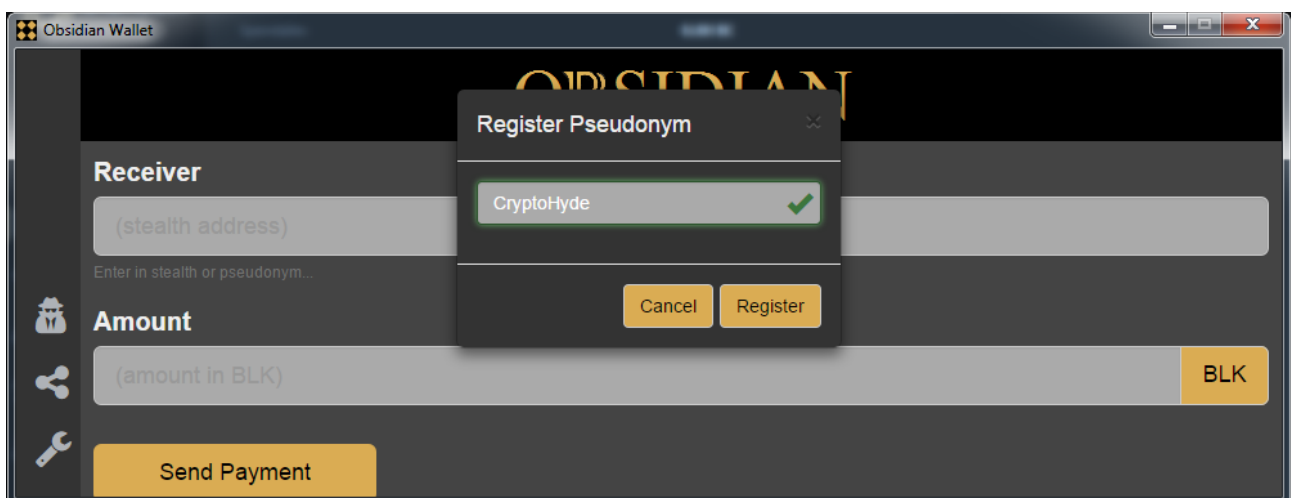 Obsidian Wallet
OBSIDIAN
Register Pseudonym
Receiver
CryptoHyde
(stealth address)
Enter in stealth or pseudonym...
Cancel
Register
Amount
(amount in BLK)
BLK
Send Payment